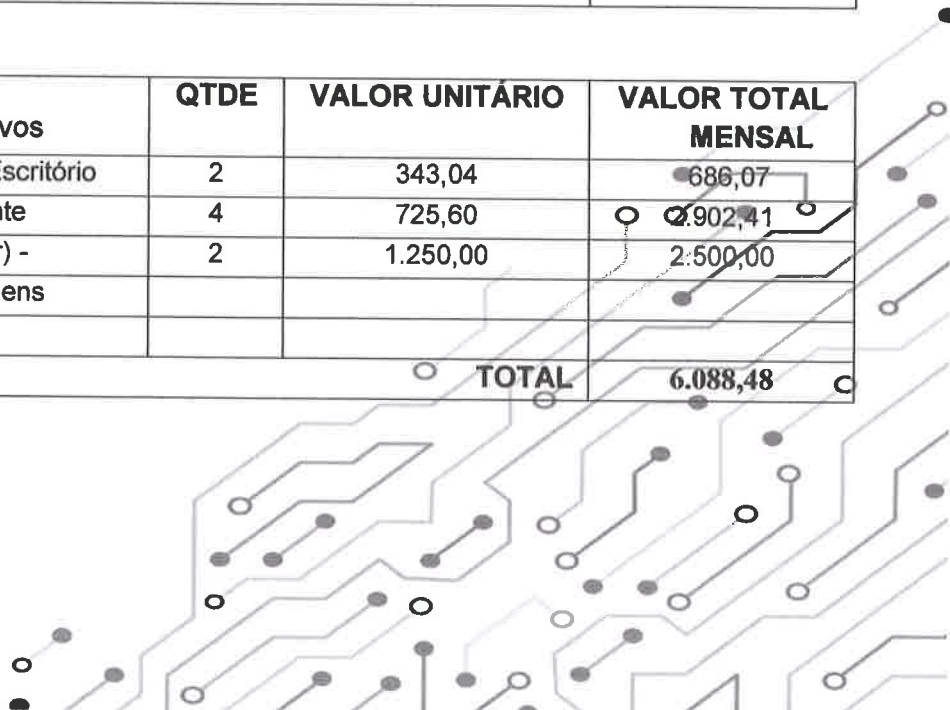 QTDE VALOR UNITÁRIO VALOR TOTAL
vos MENSAL
Escritório 2 343,04 686,07
nte 4 725,60 2.902,41
r) - 2 1.250,00 2.500,00
ens
TOTAL 6.088,48